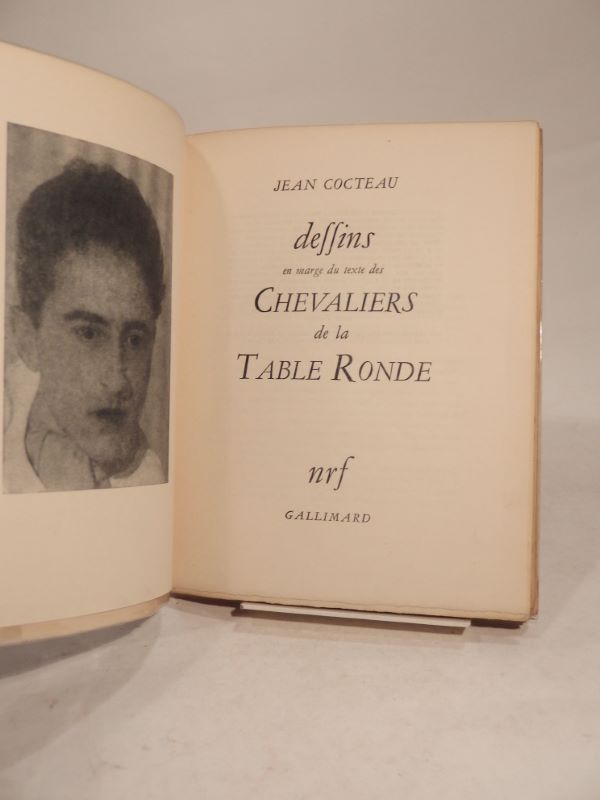 JEAN COCTEAU
deſſins
en marge du texte des
CHEVALIERS
de la
TABLE RONDE
nrf
GALLIMARD